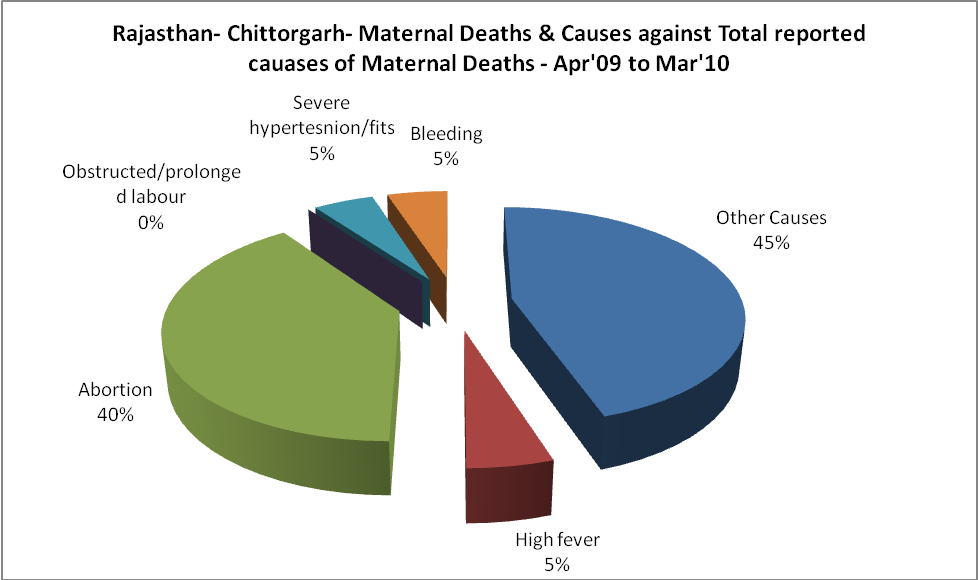 Rajasthan- Chittorgarh- Maternal Deaths & Causes against Total reported
cauases of Maternal Deaths - Apr'09 to Mar'10
Severe
hypertesnion/fits
5%
Bleeding
5%
Obstructed/prolonge
d labour
0%
Other Causes
45%
Abortion
40%
High fever
5%